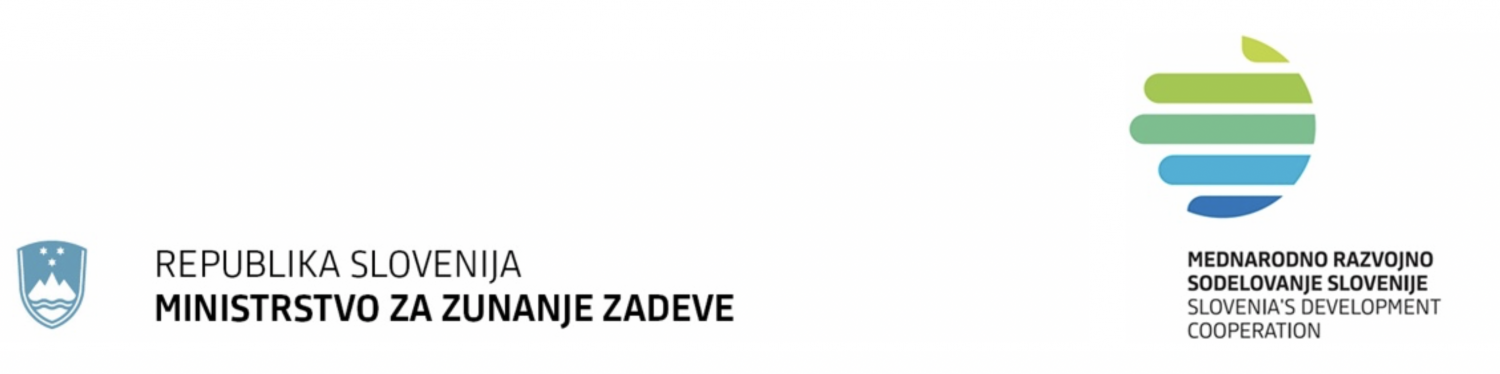 REPUBLIKA SLOVENIJA
MINISTRSTVO ZA ZUNANJE ZADEVE
MEDNARODNO RAZVOJNO
SODELOVANJE SLOVENIJE
SLOVENIA'S DEVELOPMENT
COOPERATION